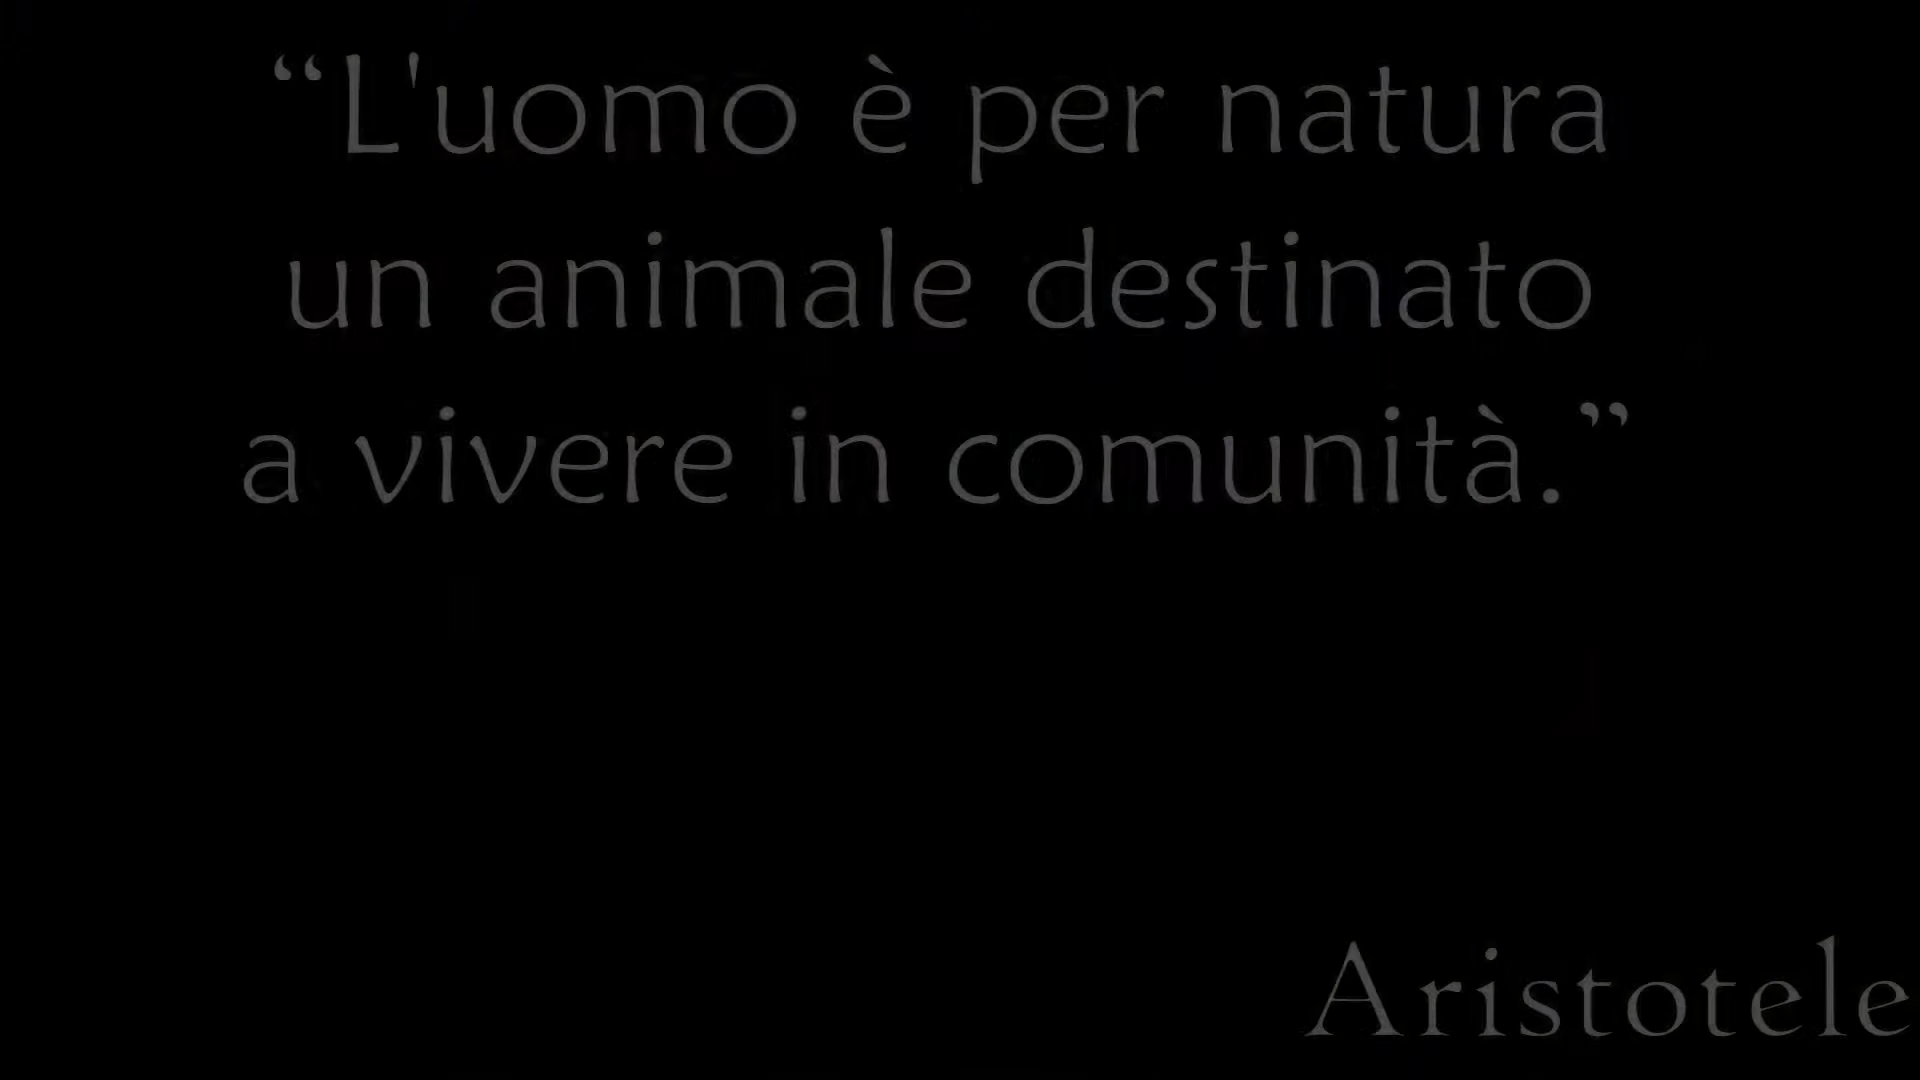 “L'uomo è per natura
un animale destinato
a vivere in comunità.”
Aristotele